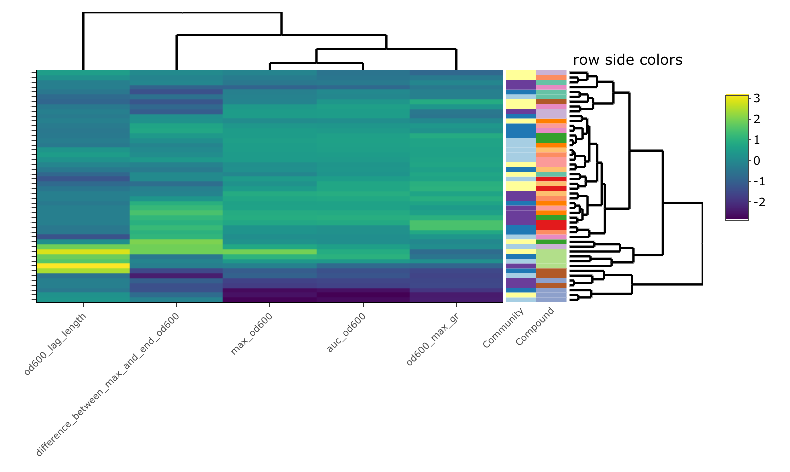 row side colors
3
2
1
0
-1
-2
od600_lag_length
difference_between_max_and_end_od600
max_od600
auc_od600
od600_max_gr
Community
Compound